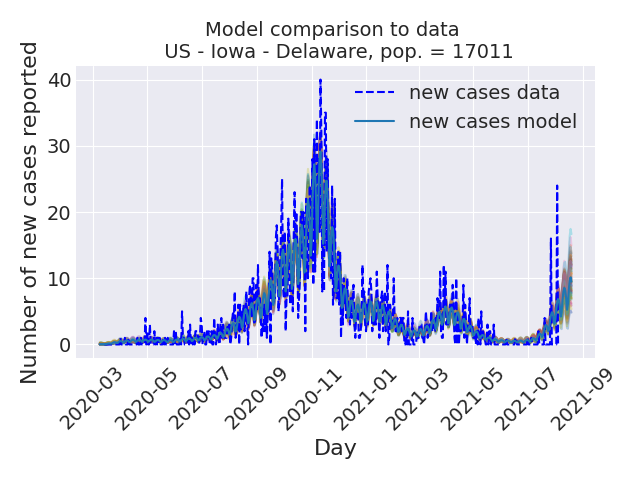 Model comparison to data
US - Iowa - Delaware, pop. = 17011
Number of new cases reported
40
30
20
10
0
new cases data
new cases model
2020-03
2020-05
2020-07
2020-09
2020-11
2021-01
2021-03
2021-05
2021-07
2021-09
Day